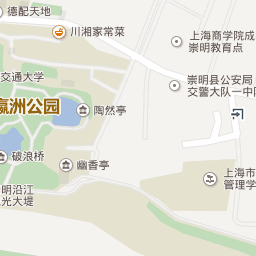 德配天地
川湘家常菜
上海商学院成
崇明教育点
交通大学
崇明县公安局
交警大队一中队
瀛洲公园
陶然亭
破浪桥
幽香亭
上海市
管理学
明沿江
光大堤